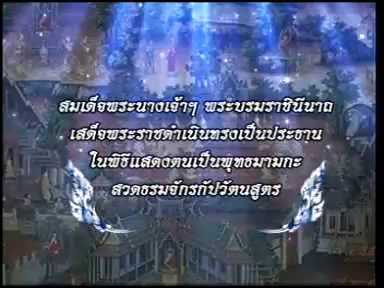 สมเด็จพระนางเจ้าฯ พระบรมราชินีนาถ
เสด็จพระราชดำเนินทรงเป็นประธาน
ในพิธีแสดงตนเป็นพุทธมามกะ
สวดธรรมจักรกัปวัตนสูตร